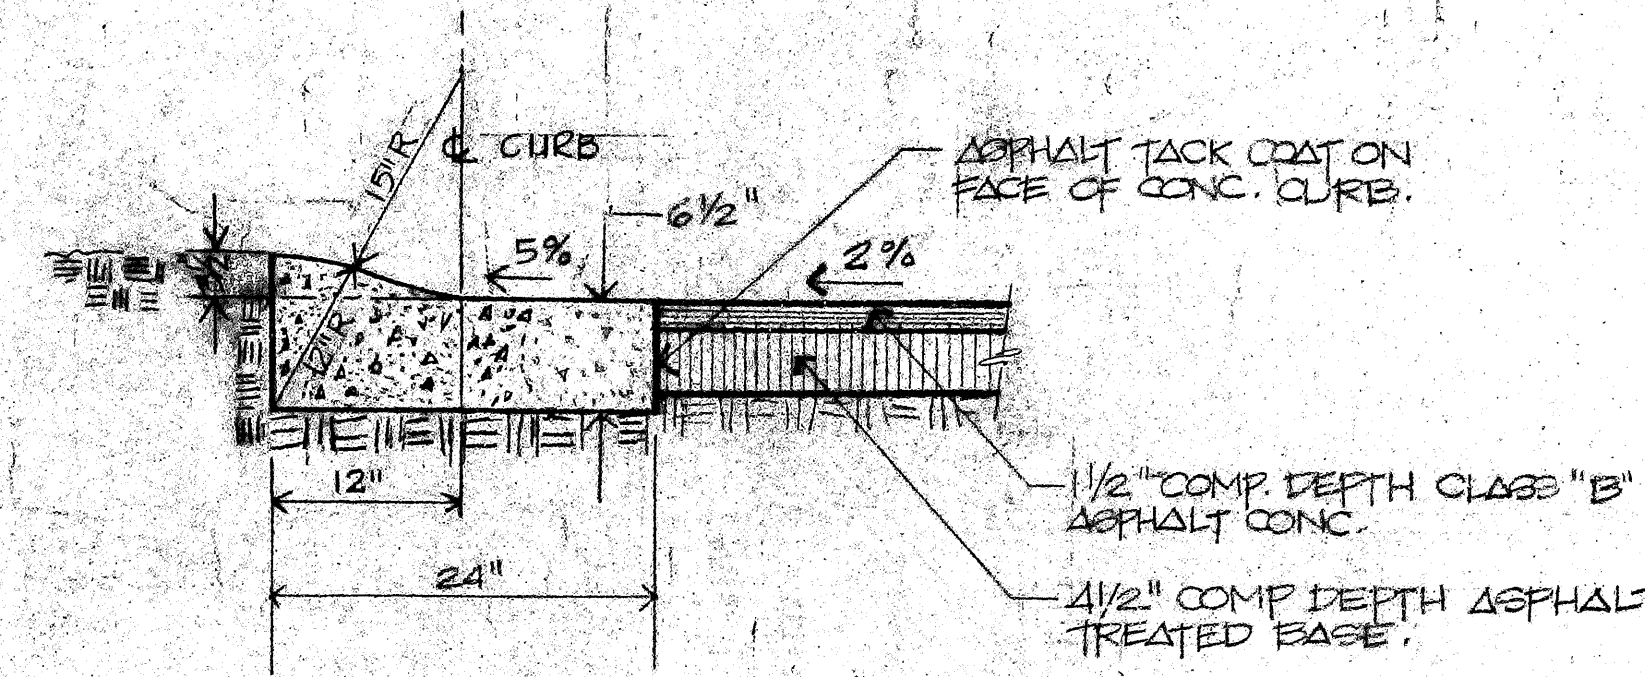 15" R
℄ CURB
ASPHALT TACK COAT ON
FACE OF CONC. CURB.
6½"
5%
2%
12" R
12"
1½" COMP. DEPTH CLASS "B"
ASPHALT CONC.
24"
4½" COMP DEPTH ASPHALT
TREATED BASE.